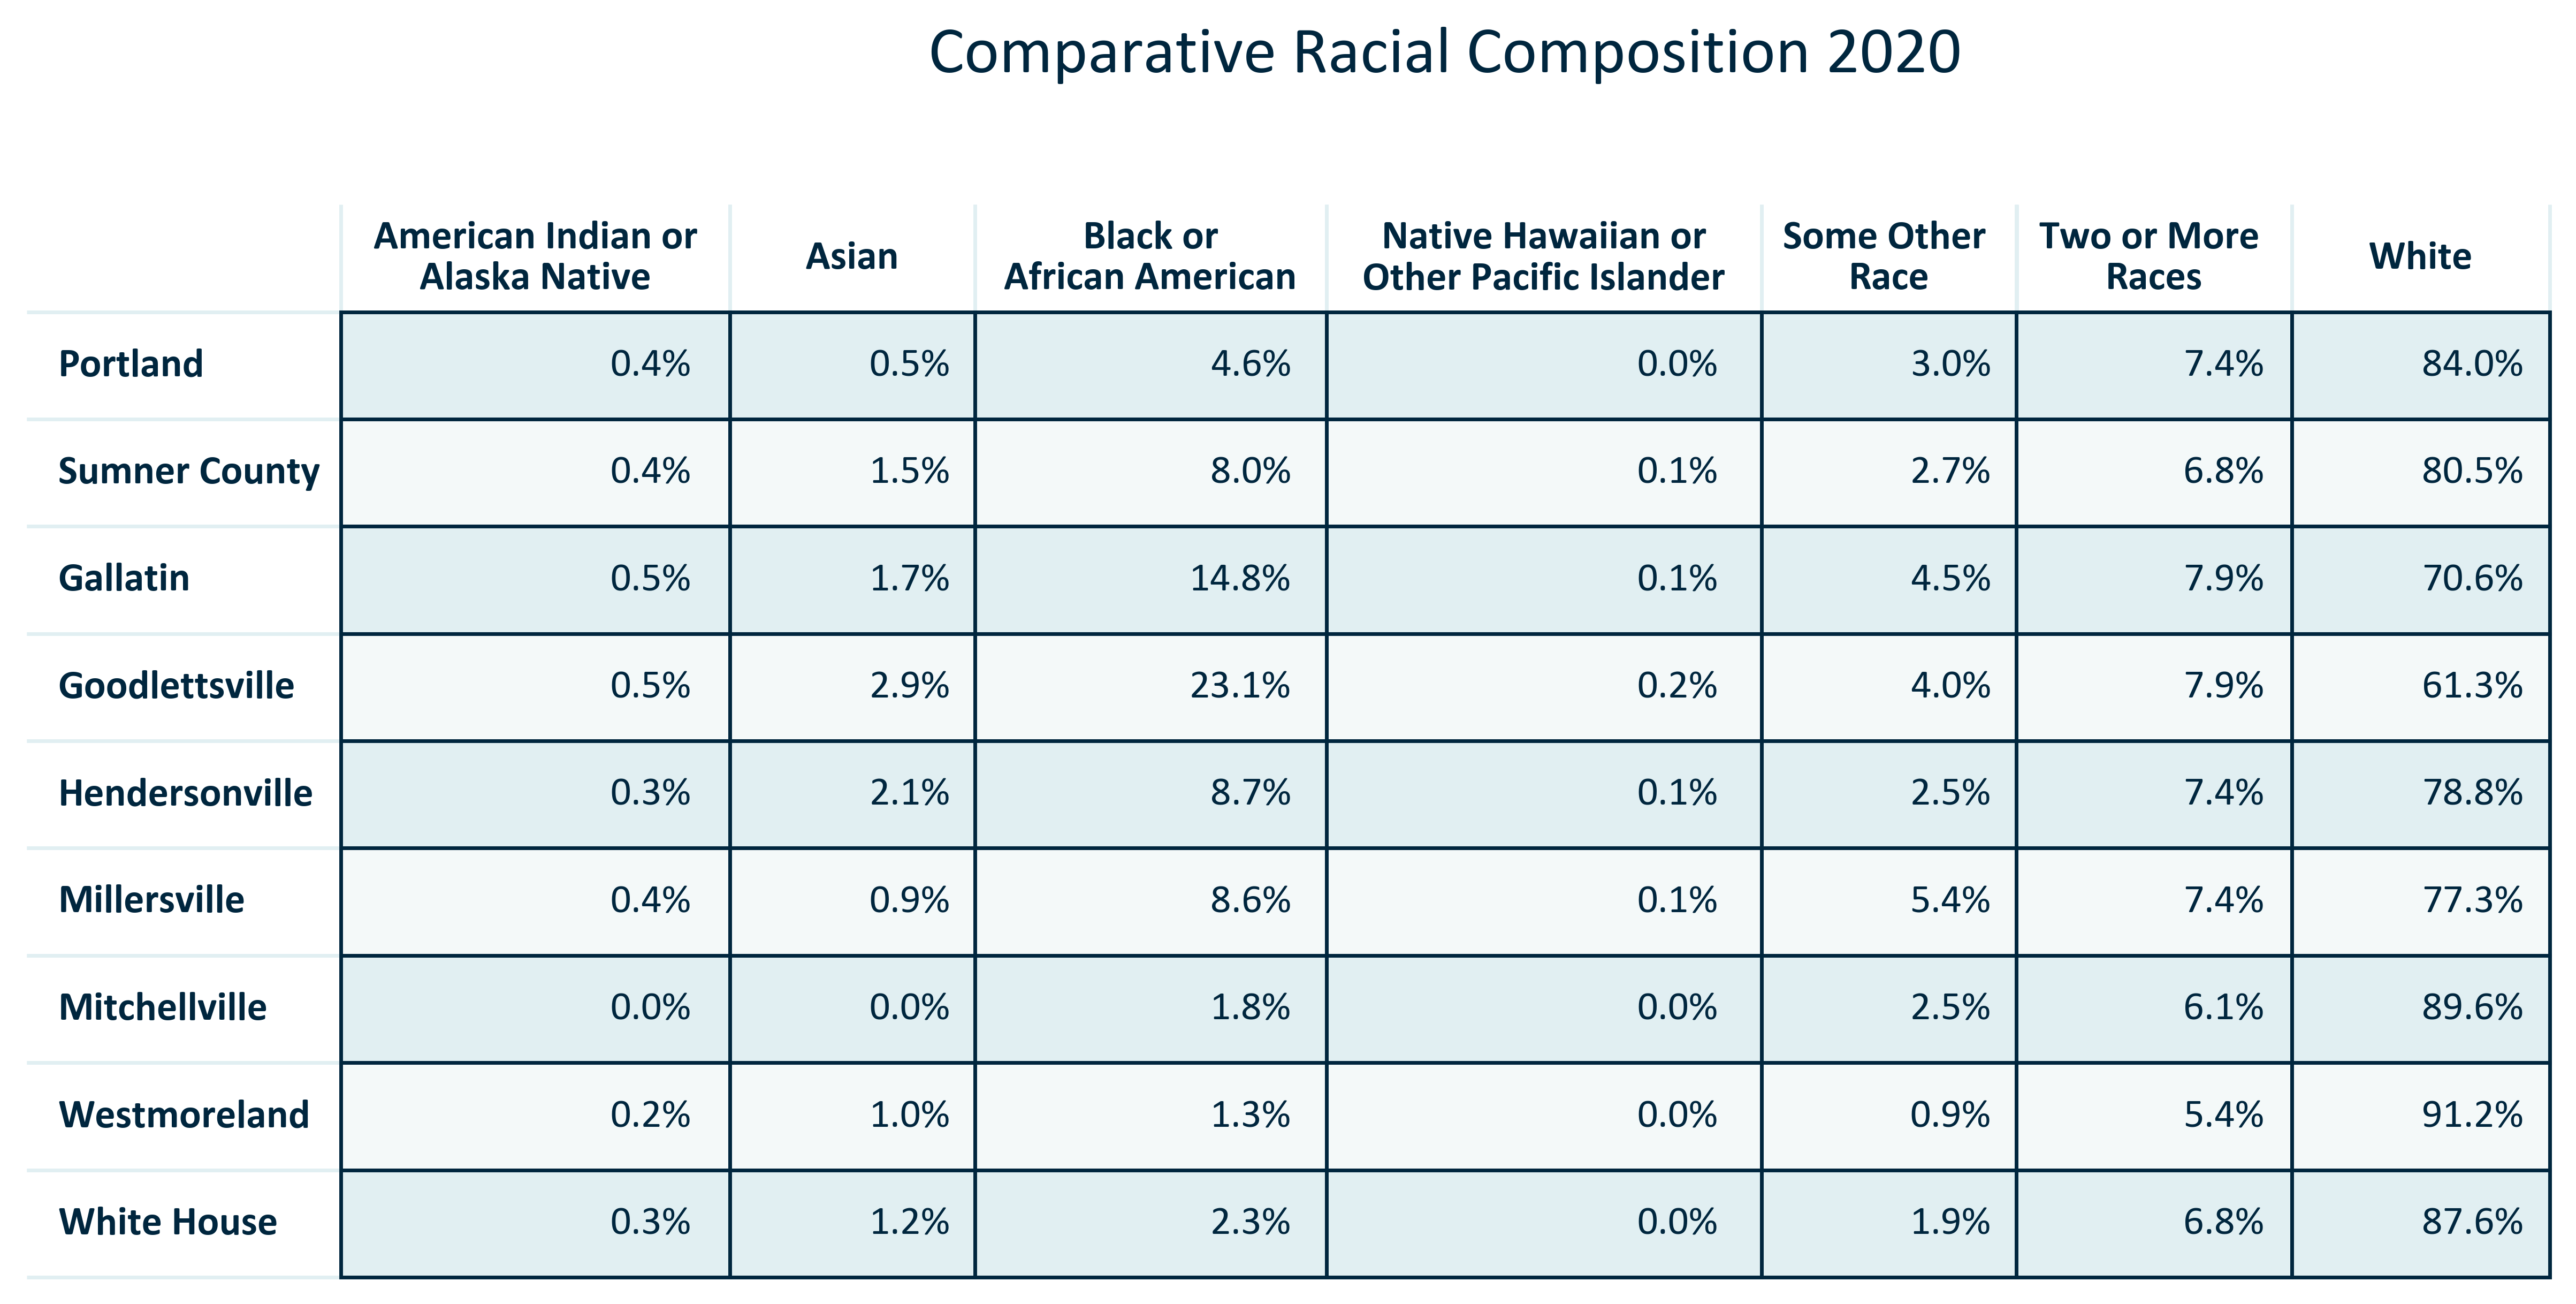 Comparative Racial Composition 2020
American Indian or Alaska Native Asian Black or African American Native Hawaiian or Other Pacific Islander Some Other Race Two or More Races White
Portland 0.4% 0.5% 4.6% 0.0% 3.0% 7.4% 84.0%
Sumner County 0.4% 1.5% 8.0% 0.1% 2.7% 6.8% 80.5%
Gallatin 0.5% 1.7% 14.8% 0.1% 4.5% 7.9% 70.6%
Goodlettsville 0.5% 2.9% 23.1% 0.2% 4.0% 7.9% 61.3%
Hendersonville 0.3% 2.1% 8.7% 0.1% 2.5% 7.4% 78.8%
Millersville 0.4% 0.9% 8.6% 0.1% 5.4% 7.4% 77.3%
Mitchellville 0.0% 0.0% 1.8% 0.0% 2.5% 6.1% 89.6%
Westmoreland 0.2% 1.0% 1.3% 0.0% 0.9% 5.4% 91.2%
White House 0.3% 1.2% 2.3% 0.0% 1.9% 6.8% 87.6%